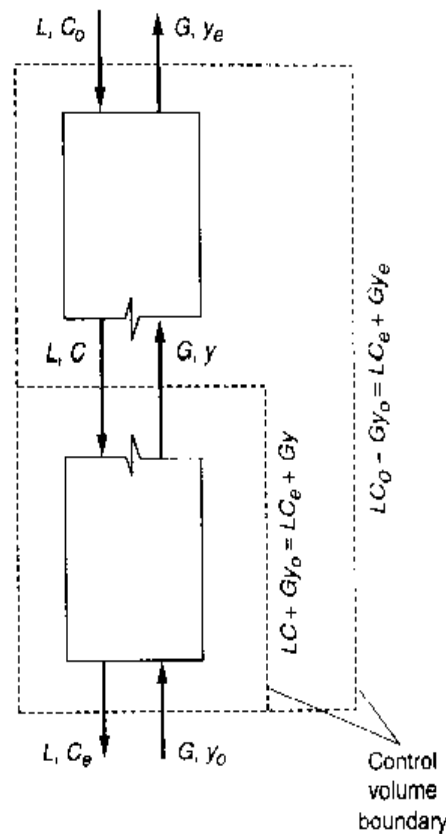 L, C₀
G, yₑ
L, C
G, y
LC + Gy₀ = LCₑ + Gy
LC₀ - Gy₀ = LCₑ + Gyₑ
L, Cₑ
G, y₀
Control
volume
boundary